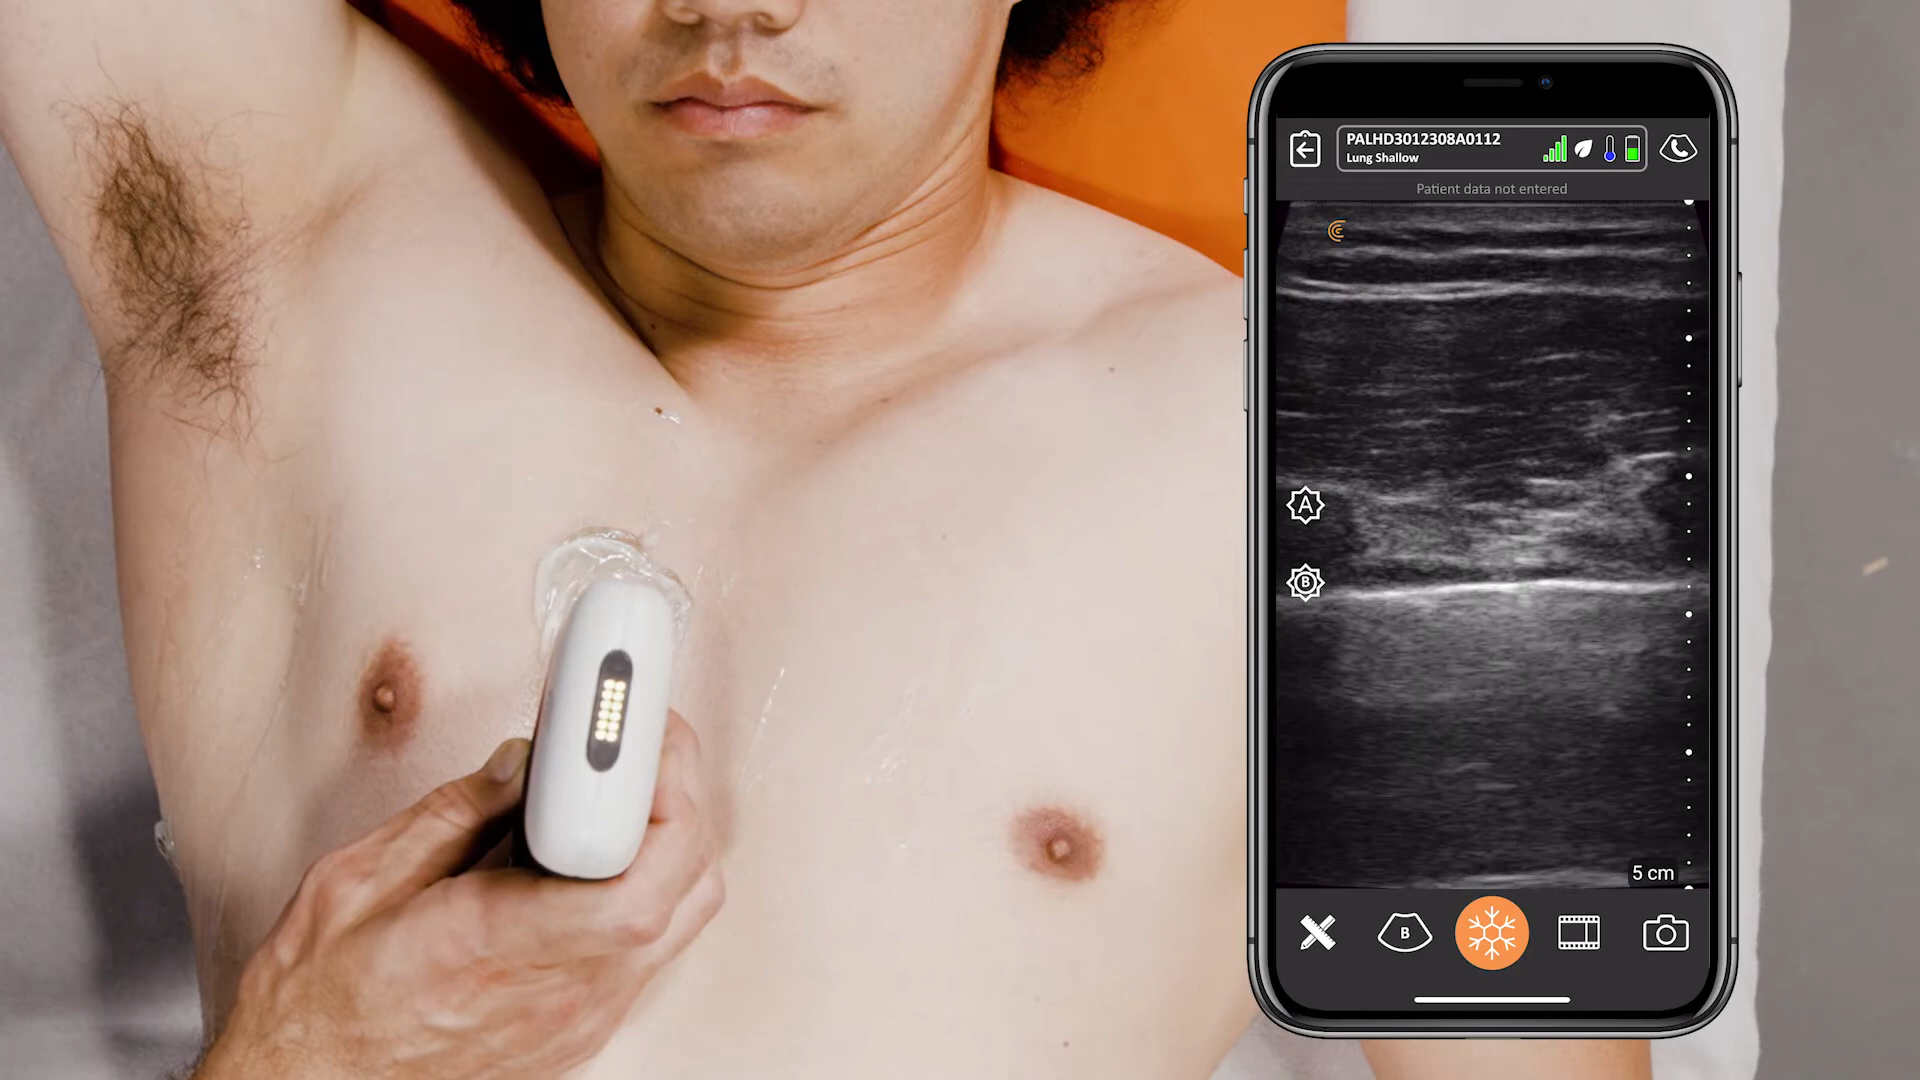 PALHD3012308A0112
Lung Shallow
Patient data not entered
A
B
5 cm
B